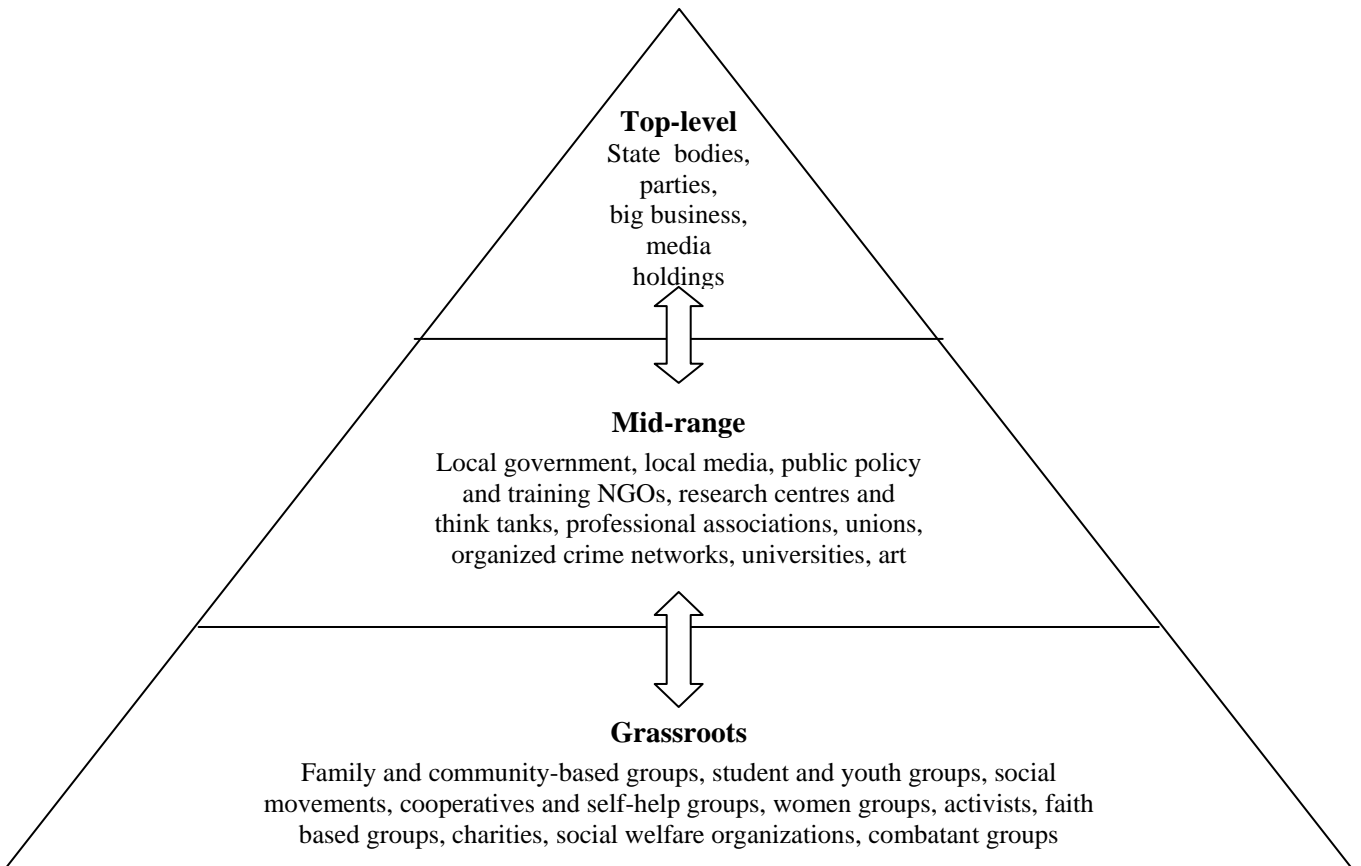 Top-level
State bodies,
parties,
big business,
media
holdings
Mid-range
Local government, local media, public policy
and training NGOs, research centres and
think tanks, professional associations, unions,
organized crime networks, universities, art
Grassroots
Family and community-based groups, student and youth groups, social
movements, cooperatives and self-help groups, women groups, activists, faith
based groups, charities, social welfare organizations, combatant groups